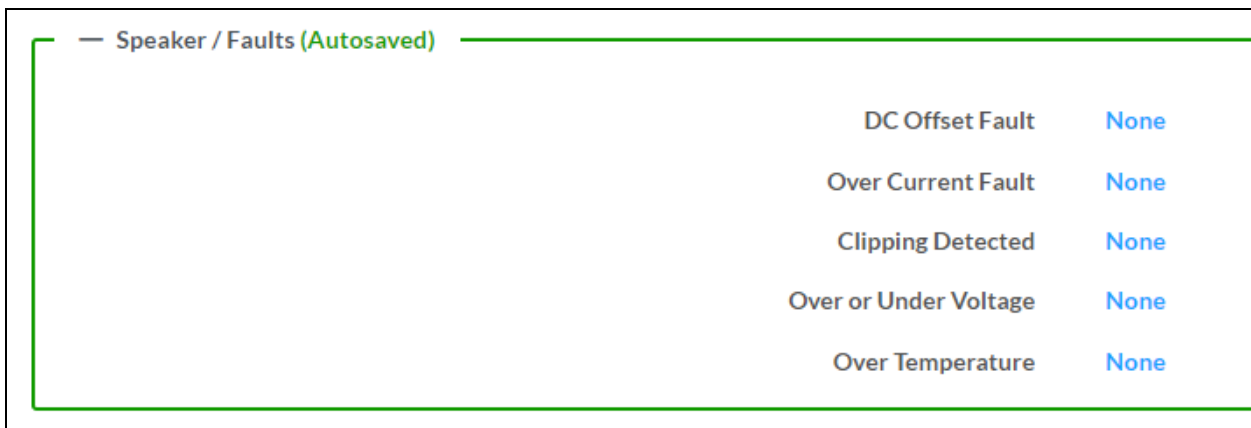 — Speaker / Faults (Autosaved)
DC Offset Fault None
Over Current Fault None
Clipping Detected None
Over or Under Voltage None
Over Temperature None